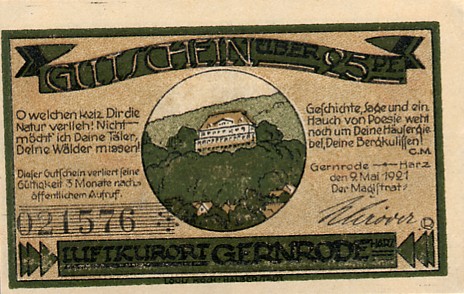 GUTSCHEIN ÜBER 25 PF.
O welchen Reiz Dir die
Natur verlieh! Nicht
möcht ich Deine Täler,
Deine Wälder missen!
Dieser Gutschein verliert seine
Gültigkeit 3 Monate nach
öffentlichem Aufruf.
021576
Geschichte, Sage und ein
Hauch von Poesie weht
noch um Deine Häusergie
bel, Deine Bergkulissen!
C.M.
Gernrode Harz
den 2. Mai 1921
Der Magistrat
LUFTKURORT GERNRODE HARZ